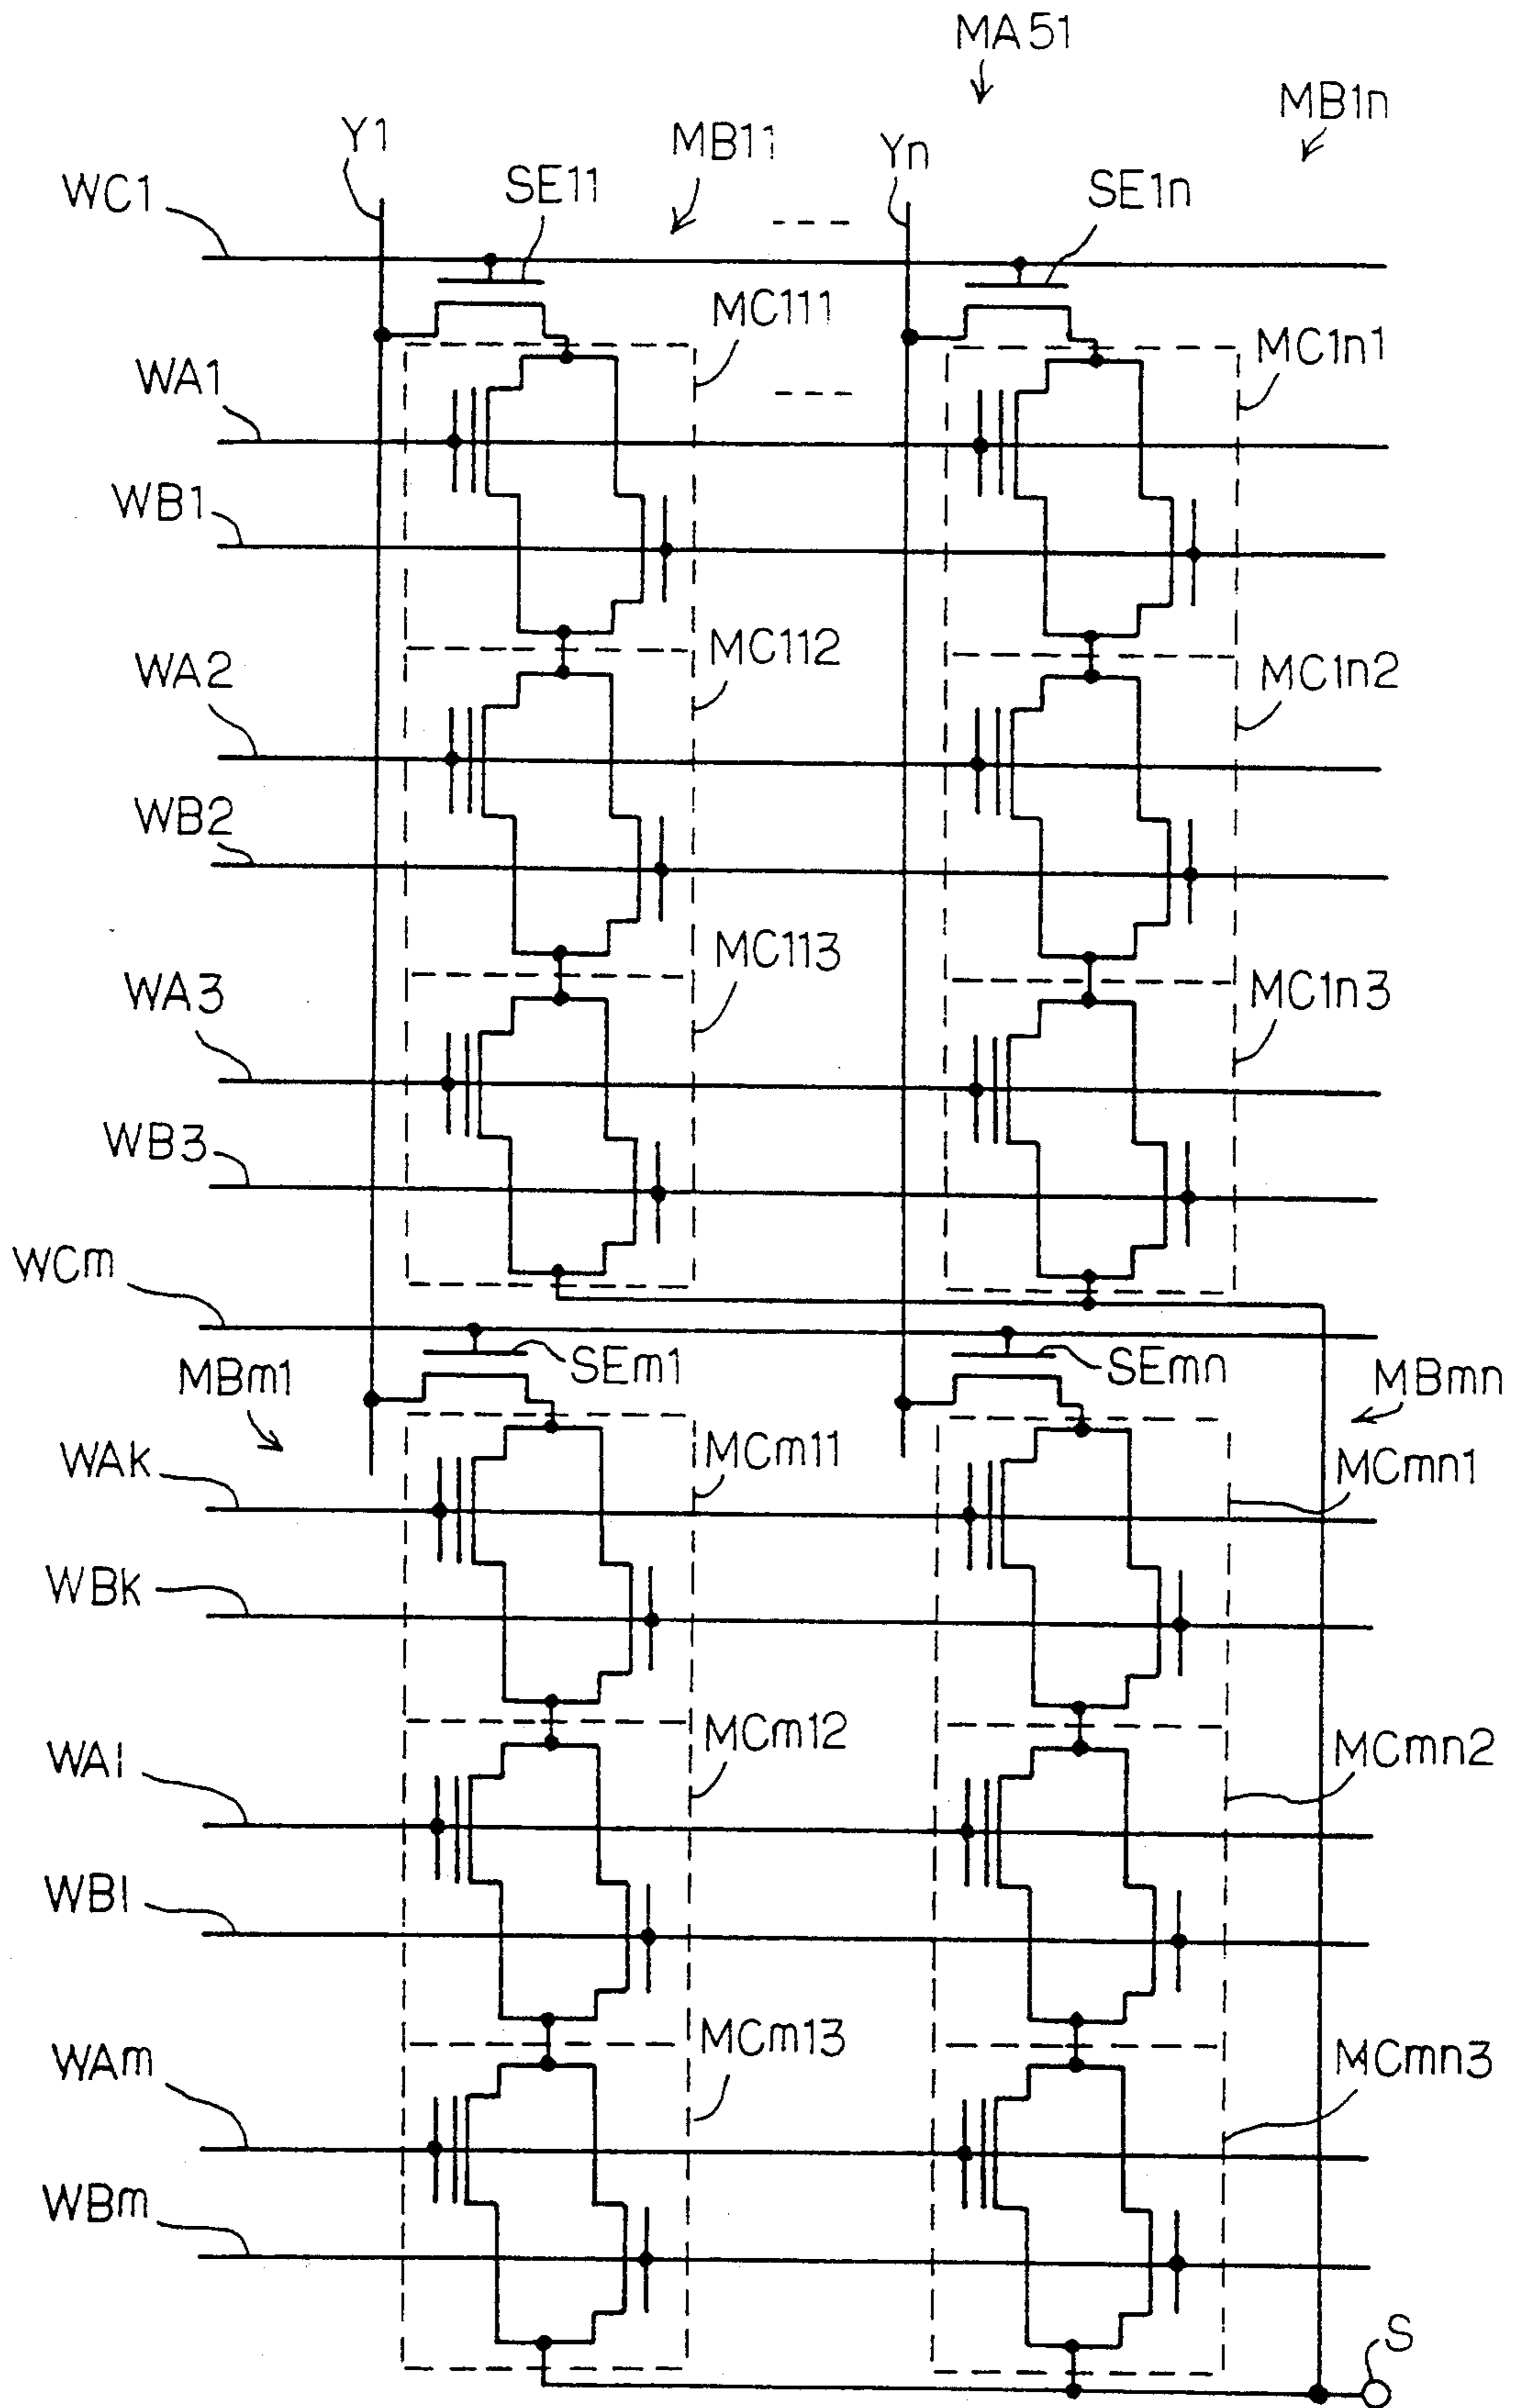 MA51
MB1n
Y1
MB11
Yn
WC1
SE11
SE1n
MC111
MC1n1
WA1
WB1
MC112
WA2
MC1n2
WB2
MC113
WA3
MC1n3
WB3
WCm
SEm1
SEmn
MBm1
MBmn
MCm11
WAk
MCmn1
WBk
MCm12
WAl
MCmn2
WBl
MCm13
WAm
MCmn3
WBm
S